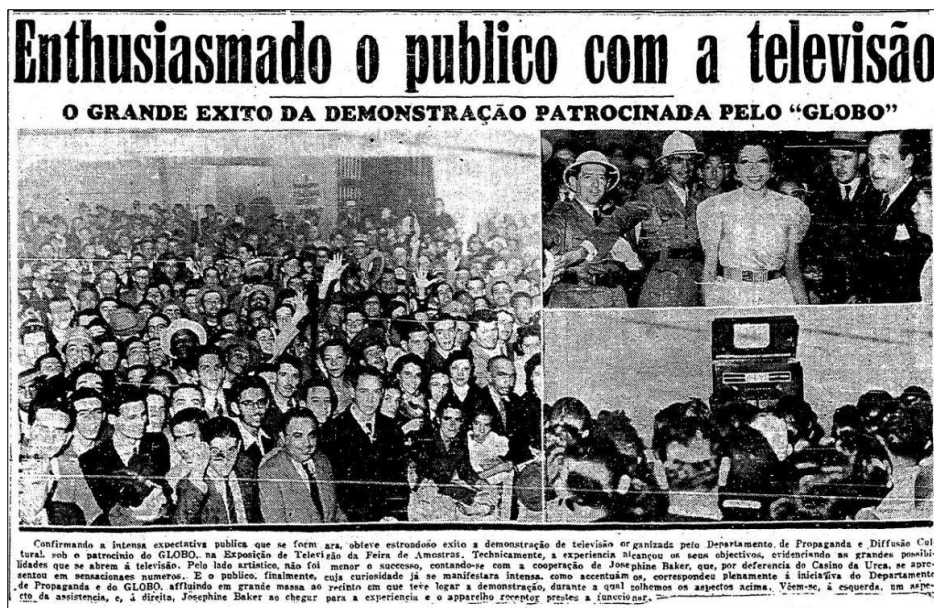 Enthusiasmado o publico com a televisão
O GRANDE EXITO DA DEMONSTRAÇÃO PATROCINADA PELO "GLOBO"
Confirmando a intensa expectativa publica que se formara, obteve estrondoso exito a demonstração de televisão organizada pelo Departamento de Propaganda e Diffusão Cul-
tural, sob o patrocinio do GLOBO, na Exposição de Televisão da Feira de Amostras. Technicamente, a experiencia alcançou os seus objectivos, evidenciando as grandes possibi-
lidades que se abrem á televisão. Pelo lado artistico, não foi menor o successo, contando-se com a cooperação de Josephine Baker, que, por deferencia do Casino da Urca, se apre-
sentou em sensacionaes numeros. E o publico, finalmente, cuja curiosidade já se manifestara intensa, como accentuámos, correspondeu plenamente á iniciativa do Departamento
de Propaganda e do GLOBO, affluindo em grande massa ao recinto em que teve logar a demonstração, durante a qual colhemos os aspectos acima. Vêem-se, á esquerda, um aspe-
cto da assistencia, e, á direita, Josephine Baker ao chegar para a experiencia e o apparelho receptor prestes a funccionar.